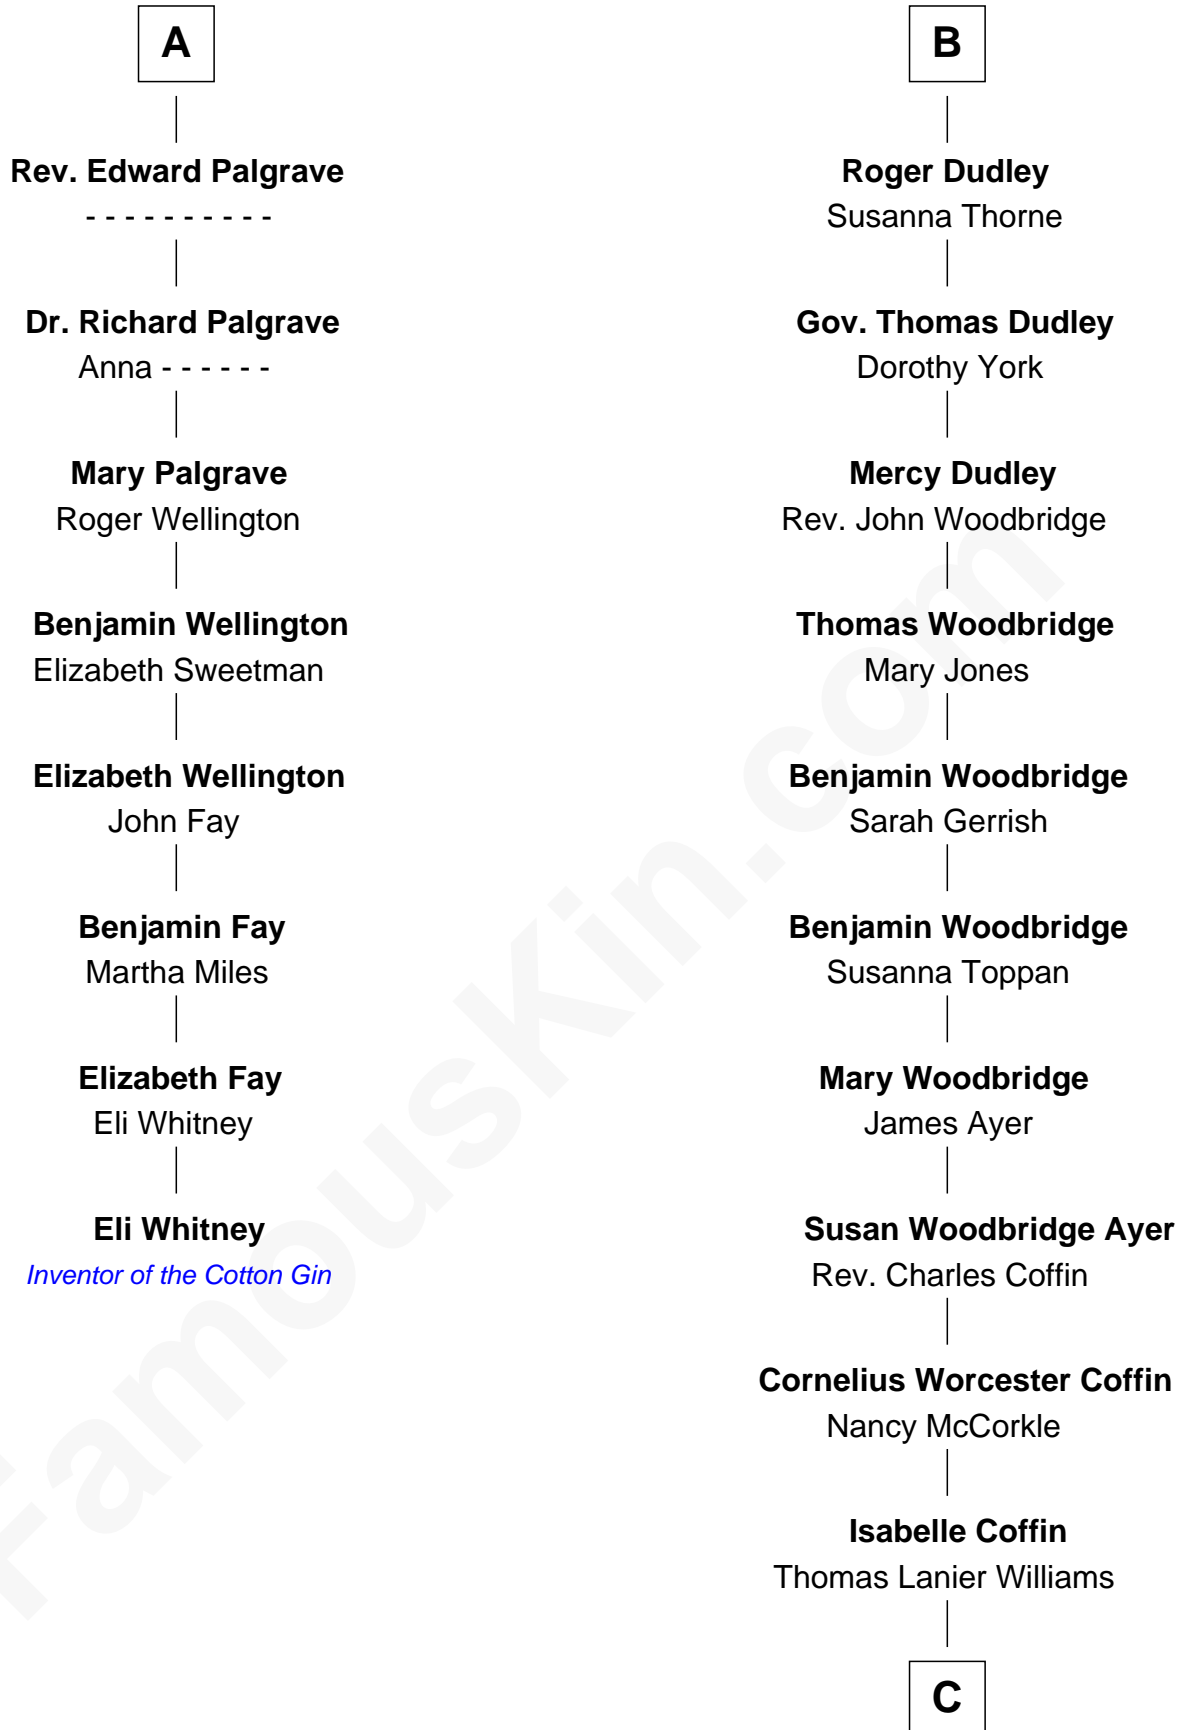 A
Rev. Edward Palgrave
- - - - - - - - - -
Dr. Richard Palgrave
Anna - - - - - -
Mary Palgrave
Roger Wellington
Benjamin Wellington
Elizabeth Sweetman
Elizabeth Wellington
John Fay
Benjamin Fay
Martha Miles
Elizabeth Fay
Eli Whitney
Eli Whitney
Inventor of the Cotton Gin
B
Roger Dudley
Susanna Thorne
Gov. Thomas Dudley
Dorothy York
Mercy Dudley
Rev. John Woodbridge
Thomas Woodbridge
Mary Jones
Benjamin Woodbridge
Sarah Gerrish
Benjamin Woodbridge
Susanna Toppan
Mary Woodbridge
James Ayer
Susan Woodbridge Ayer
Rev. Charles Coffin
Cornelius Worcester Coffin
Nancy McCorkle
Isabelle Coffin
Thomas Lanier Williams
C
FamousKin.com